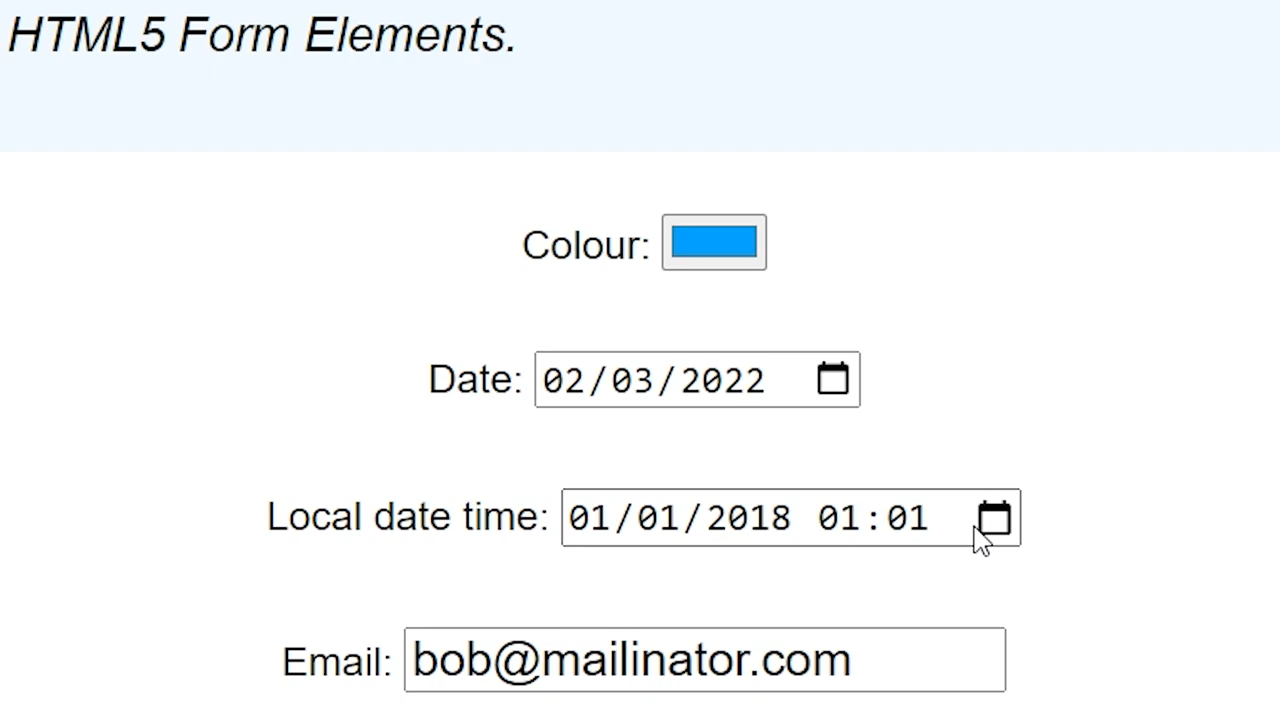 HTML5 Form Elements.
Colour:
Date: 02/03/2022
Local date time: 01/01/2018 01:01
Email: bob@mailinator.com